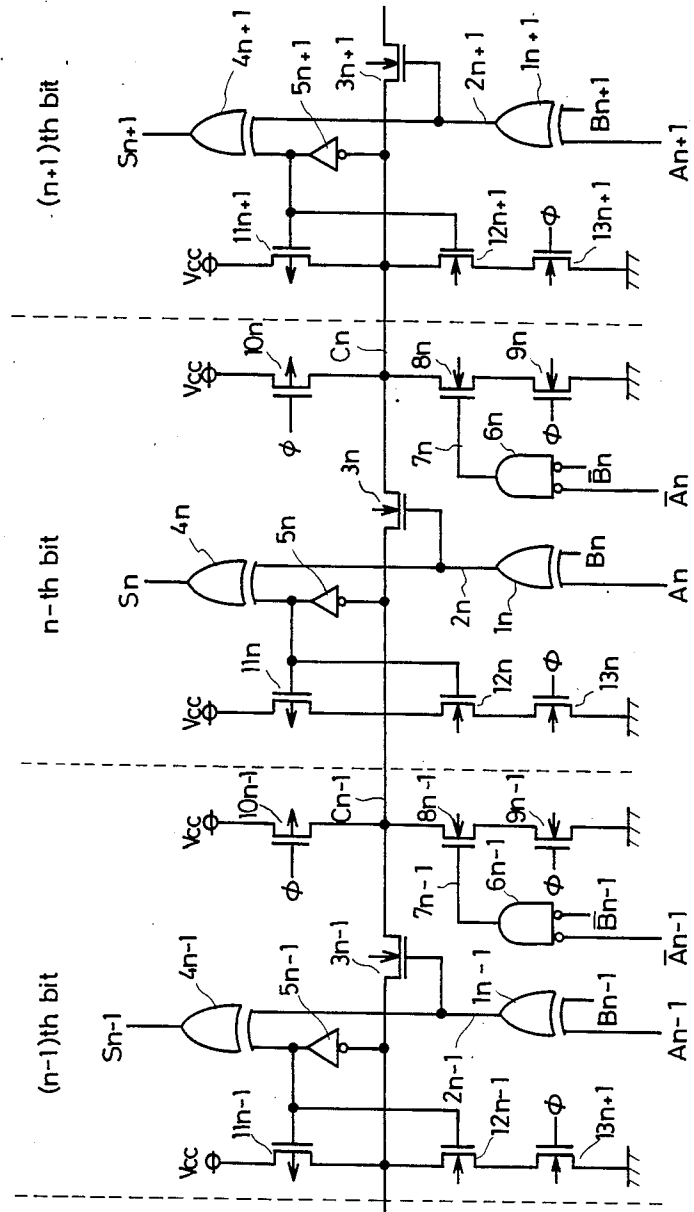 (n-1)th bit
n-th bit
(n+1)th bit
Sn-1
4n-1
5n-1
11n-1
Vcc
Vcc
10n-1
φ
Cn-1
3n-1
2n-1
1n-1
12n-1
φ
13n+1
7n-1
8n-1
9n-1
φ
6n-1
An-1
Bn-1
A̅n-1
B̅n-1
Sn
4n
5n
11n
Vcc
Vcc
10n
φ
Cn
3n
2n
1n
12n
φ
13n
7n
8n
9n
φ
6n
An
Bn
A̅n
B̅n
Sn+1
4n+1
5n+1
11n+1
Vcc
3n+1
2n+1
1n+1
12n+1
φ
13n+1
An+1
Bn+1